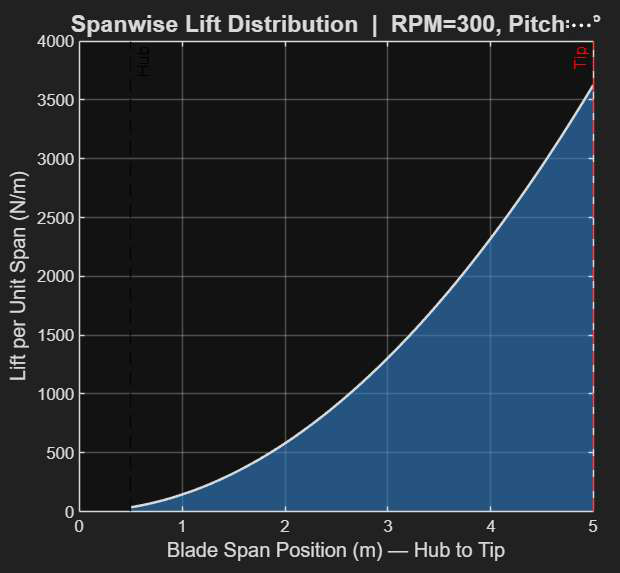 Spanwise Lift Distribution | RPM=300, Pitch
Hub
Tip
4000
3500
3000
2500
2000
1500
1000
500
0
Lift per Unit Span (N/m)
0 1 2 3 4 5
Blade Span Position (m) — Hub to Tip